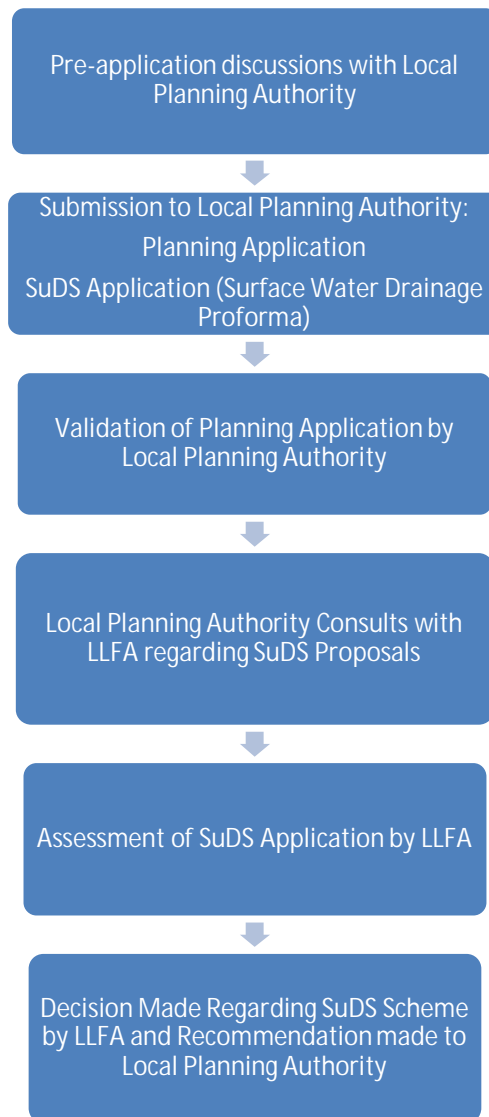 Pre-application discussions with Local
Planning Authority
Submission to Local Planning Authority:
Planning Application
SuDS Application (Surface Water Drainage
Proforma)
Validation of Planning Application by
Local Planning Authority
Local Planning Authority Consults with
LLFA regarding SuDS Proposals
Assessment of SuDS Application by LLFA
Decision Made Regarding SuDS Scheme
by LLFA and Recommendation made to
Local Planning Authority